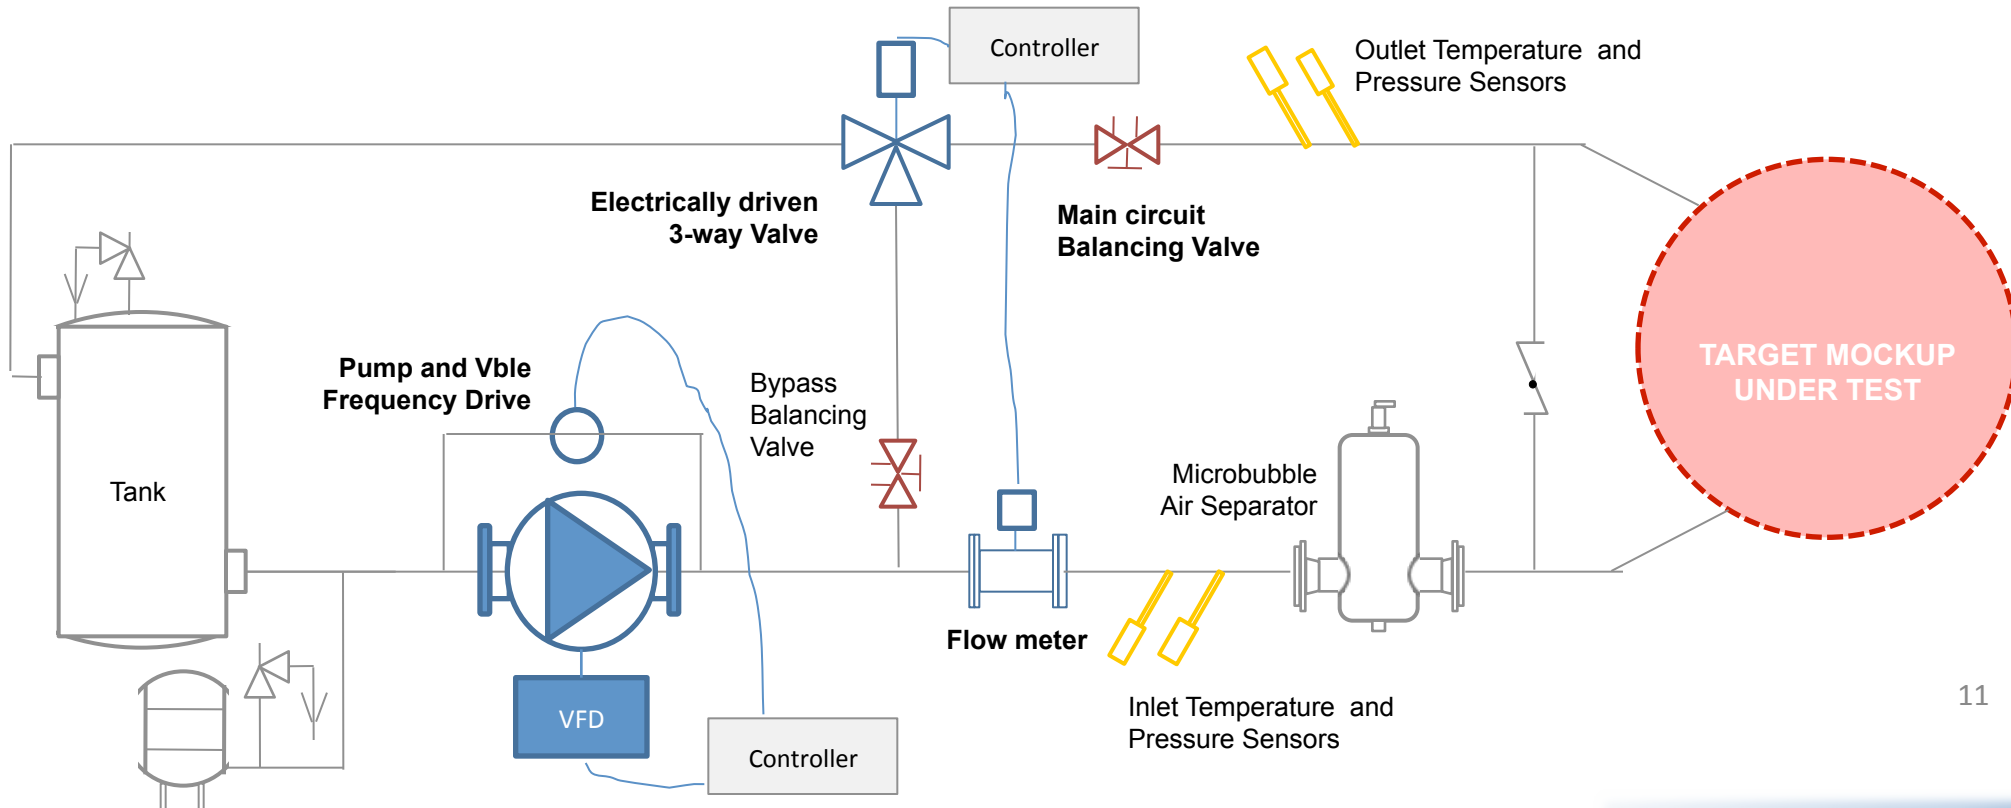 Controller
Outlet Temperature and
Pressure Sensors
Electrically driven
3-way Valve
Main circuit
Balancing Valve
Pump and Vble
Frequency Drive
Bypass
Balancing
Valve
TARGET MOCKUP
UNDER TEST
Tank
Microbubble
Air Separator
Flow meter
VFD
Controller
Inlet Temperature and
Pressure Sensors
11